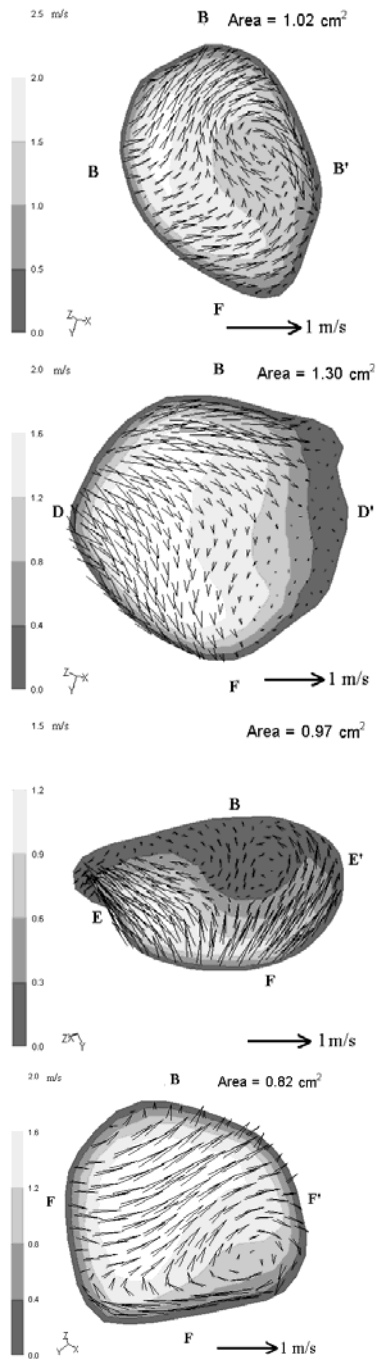 B
Area = 1.02 cm²
2.5 m/s
2.0
1.5
B
B'
1.0
0.5
0.0
Z X
Y
F
1 m/s
B
2.0 m/s
Area = 1.30 cm²
1.6
1.2
D
D'
0.8
0.4
0.0
Z X
Y
F
1 m/s
1.5 m/s
Area = 0.97 cm²
1.2
B
0.9
E'
0.6
E
0.3
F
0.0
ZX
Y
1 m/s
2.0 m/s
B
Area = 0.82 cm²
1.6
1.2
F
F'
0.8
0.4
0.0
Z
Y X
F
1 m/s